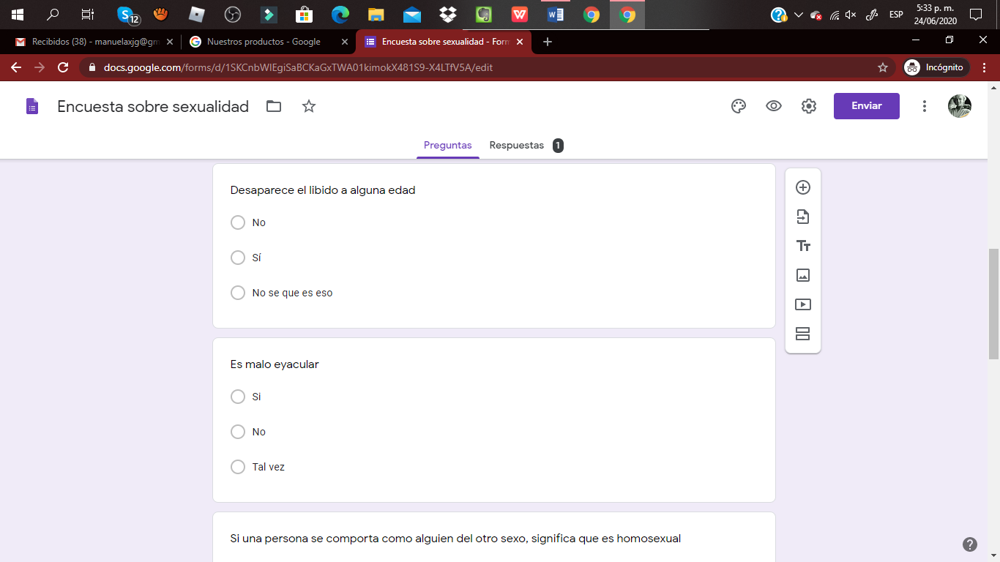 12
ESP
5:33 p. m.
24/06/2020
Recibidos (38) - manuelaxjg@gm
Nuestros productos - Google
Encuesta sobre sexualidad - Form
docs.google.com/forms/d/1SKCnbWIEgiSaBCKaGxTWA01kimokX481S9-X4LTfV5A/edit
Incógnito
Encuesta sobre sexualidad
Enviar
Preguntas
Respuestas 1
Desaparece el libido a alguna edad
No
Sí
No se que es eso
Es malo eyacular
Si
No
Tal vez
Si una persona se comporta como alguien del otro sexo, significa que es homosexual